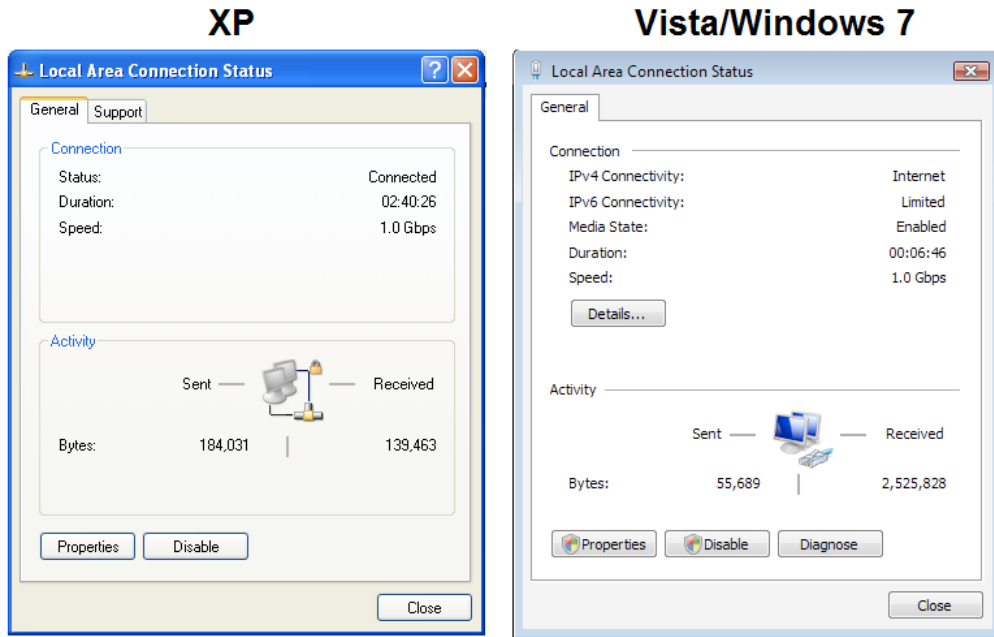 XP
Local Area Connection Status
General Support
Connection
Status: Connected
Duration: 02:40:26
Speed: 1.0 Gbps
Activity
Sent Received
Bytes: 184,031 139,463
Properties Disable
Close
Vista/Windows 7
Local Area Connection Status
General
Connection
IPv4 Connectivity: Internet
IPv6 Connectivity: Limited
Media State: Enabled
Duration: 00:06:46
Speed: 1.0 Gbps
Details...
Activity
Sent Received
Bytes: 55,689 2,525,828
Properties Disable Diagnose
Close